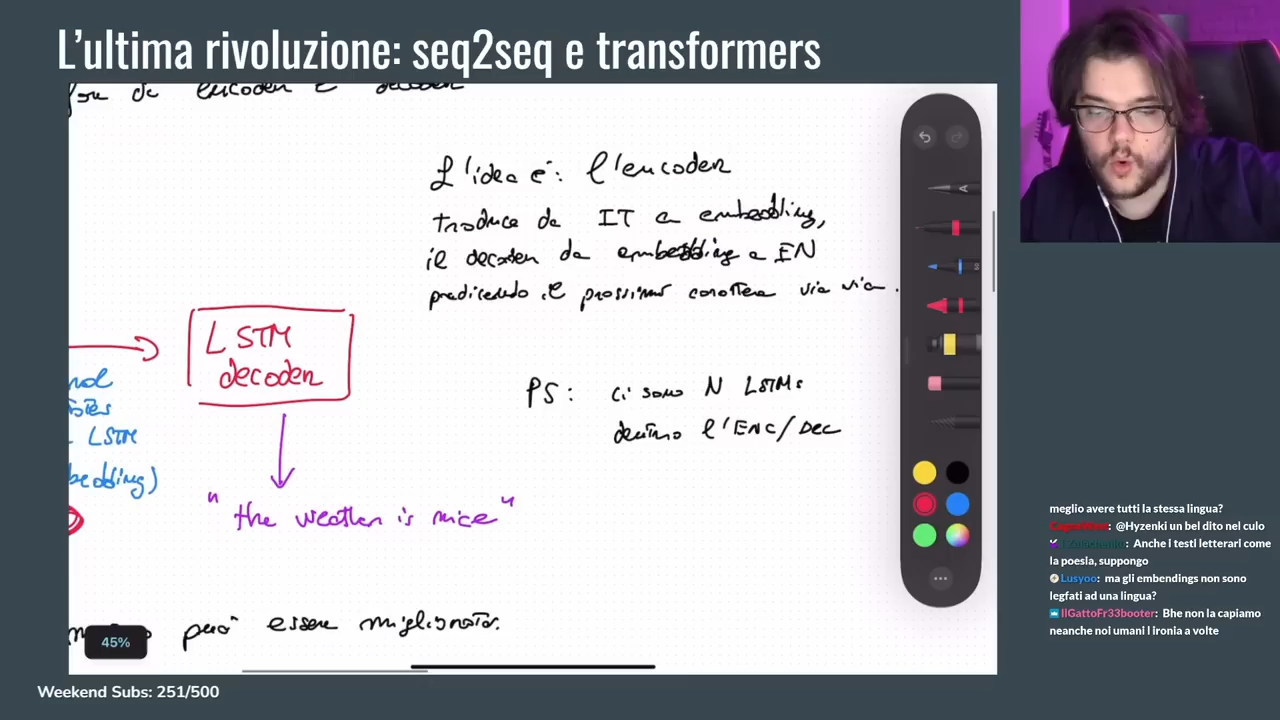 L'ultima rivoluzione: seq2seq e transformers
da encoder e decoder
L'idea è: l'encoder
traduce da IT a embedding,
il decoder da embedding a EN
predicendo il prossimo carattere via via.
LSTM
decoder
LSTM
PS: ci sono N LSTMs
dentro l'ENC/DEC
"the weather is nice"
può essere migliorato.
45%
meglio avere tutti la stessa lingua?
: @Hyzenki un bel dito nel culo
: Anche i testi letterari come
la poesia, suppongo
Lusyoo: ma gli embendings non sono
legfati ad una lingua?
IlGattoFr33booter: Bhe non la capiamo
neanche noi umani l ironia a volte
Weekend Subs: 251/500